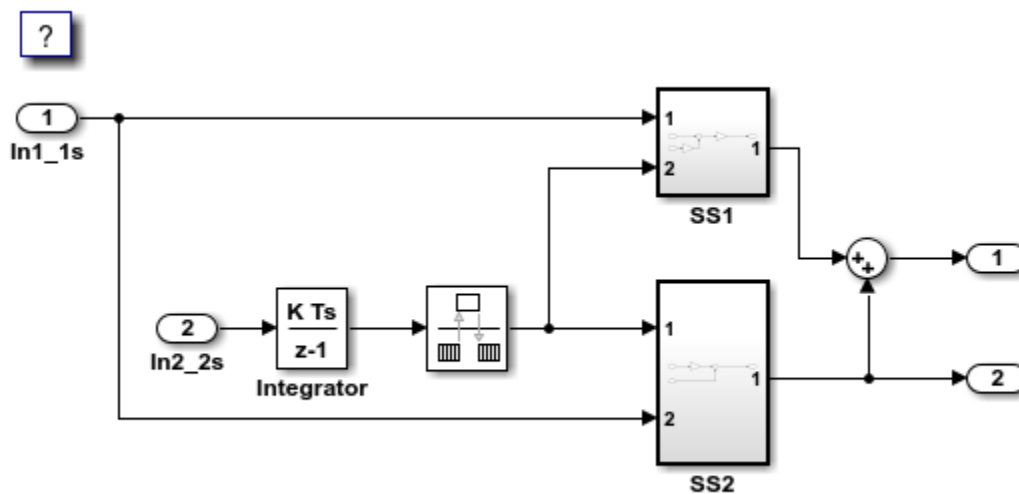 ?
1
In1_1s
1
2
1
SS1
+
+
1
2
In2_2s
K Ts
z-1
Integrator
1
2
1
SS2
2